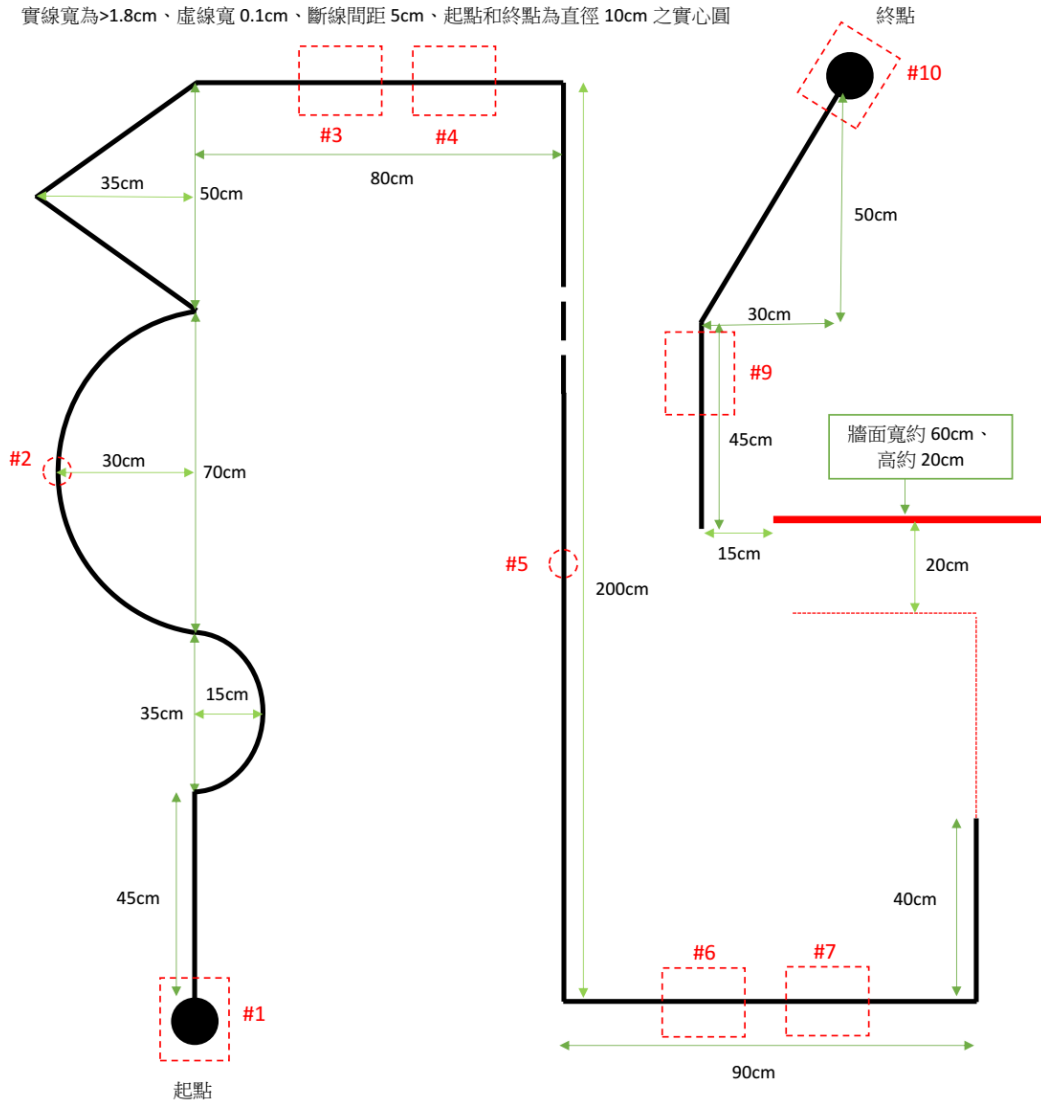 實線寬為>1.8cm、虛線寬 0.1cm、斷線間距 5cm、起點和終點為直徑 10cm 之實心圓
終點
#10
#3
#4
80cm
35cm
50cm
50cm
30cm
#9
45cm
牆面寬約 60cm、
高約 20cm
#2
30cm
70cm
15cm
20cm
#5
200cm
15cm
35cm
45cm
40cm
#6
#7
#1
90cm
起點